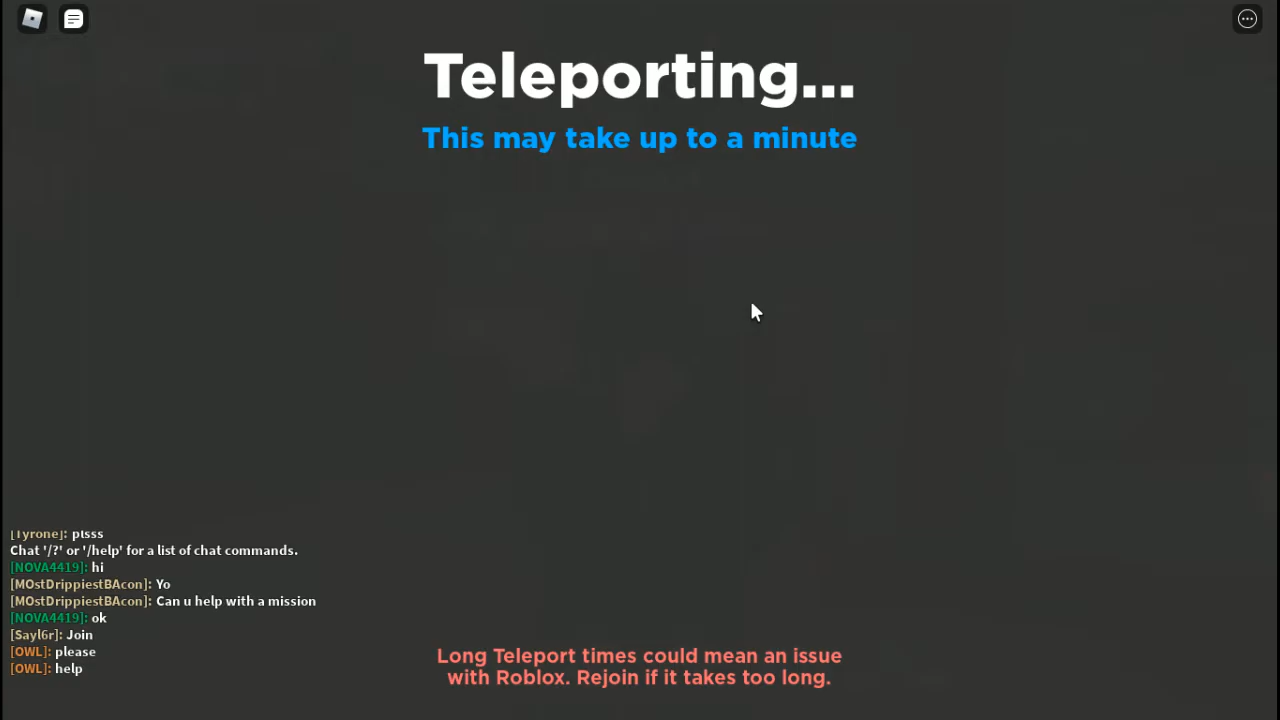 Teleporting...
This may take up to a minute
[Tyrone]: ptsss
Chat '/?' or '/help' for a list of chat commands.
[NOVA4419]: hi
[MOstDrippiestBAcon]: Yo
[MOstDrippiestBAcon]: Can u help with a mission
[NOVA4419]: ok
[Sayl6r]: Join
[OWL]: please
[OWL]: help
Long Teleport times could mean an issue
with Roblox. Rejoin if it takes too long.